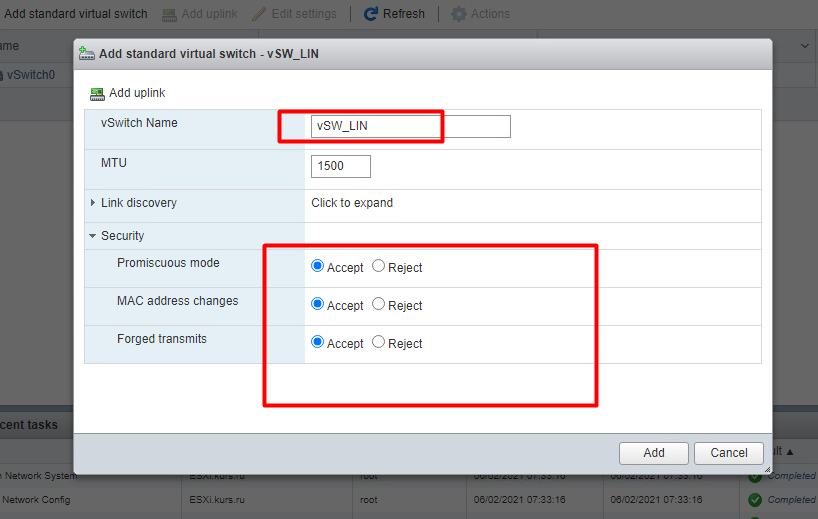 Add standard virtual switch Add uplink Edit settings Refresh Actions
vSwitch0
Add standard virtual switch - vSW_LIN
Add uplink
vSwitch Name vSW_LIN
MTU 1500
Link discovery Click to expand
Security
Promiscuous mode Accept Reject
MAC address changes Accept Reject
Forged transmits Accept Reject
Add Cancel
cent tasks
Network System ESXi.kurs.ru root 06/02/2021 07:33:16 06/02/2021 07:33:16 Completed
Network Config ESXi.kurs.ru root 06/02/2021 07:33:16 06/02/2021 07:33:16 Completed